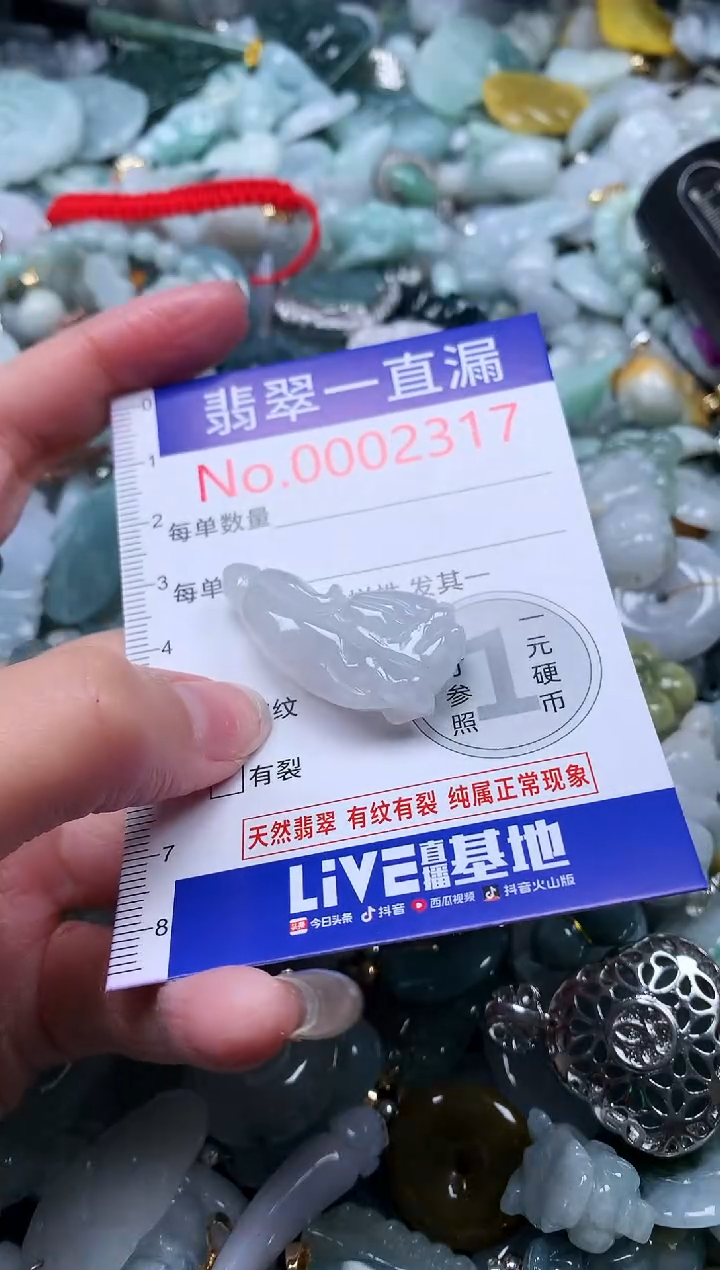 翡翠一直漏
No.0002317
0
1
2
每单数量
3
每单
发其一
4
一元硬币
1
参照
纹
有裂
天然翡翠 有纹有裂 纯属正常现象
7
LiVE直播基地
8
今日头条 抖音 西瓜视频 抖音火山版